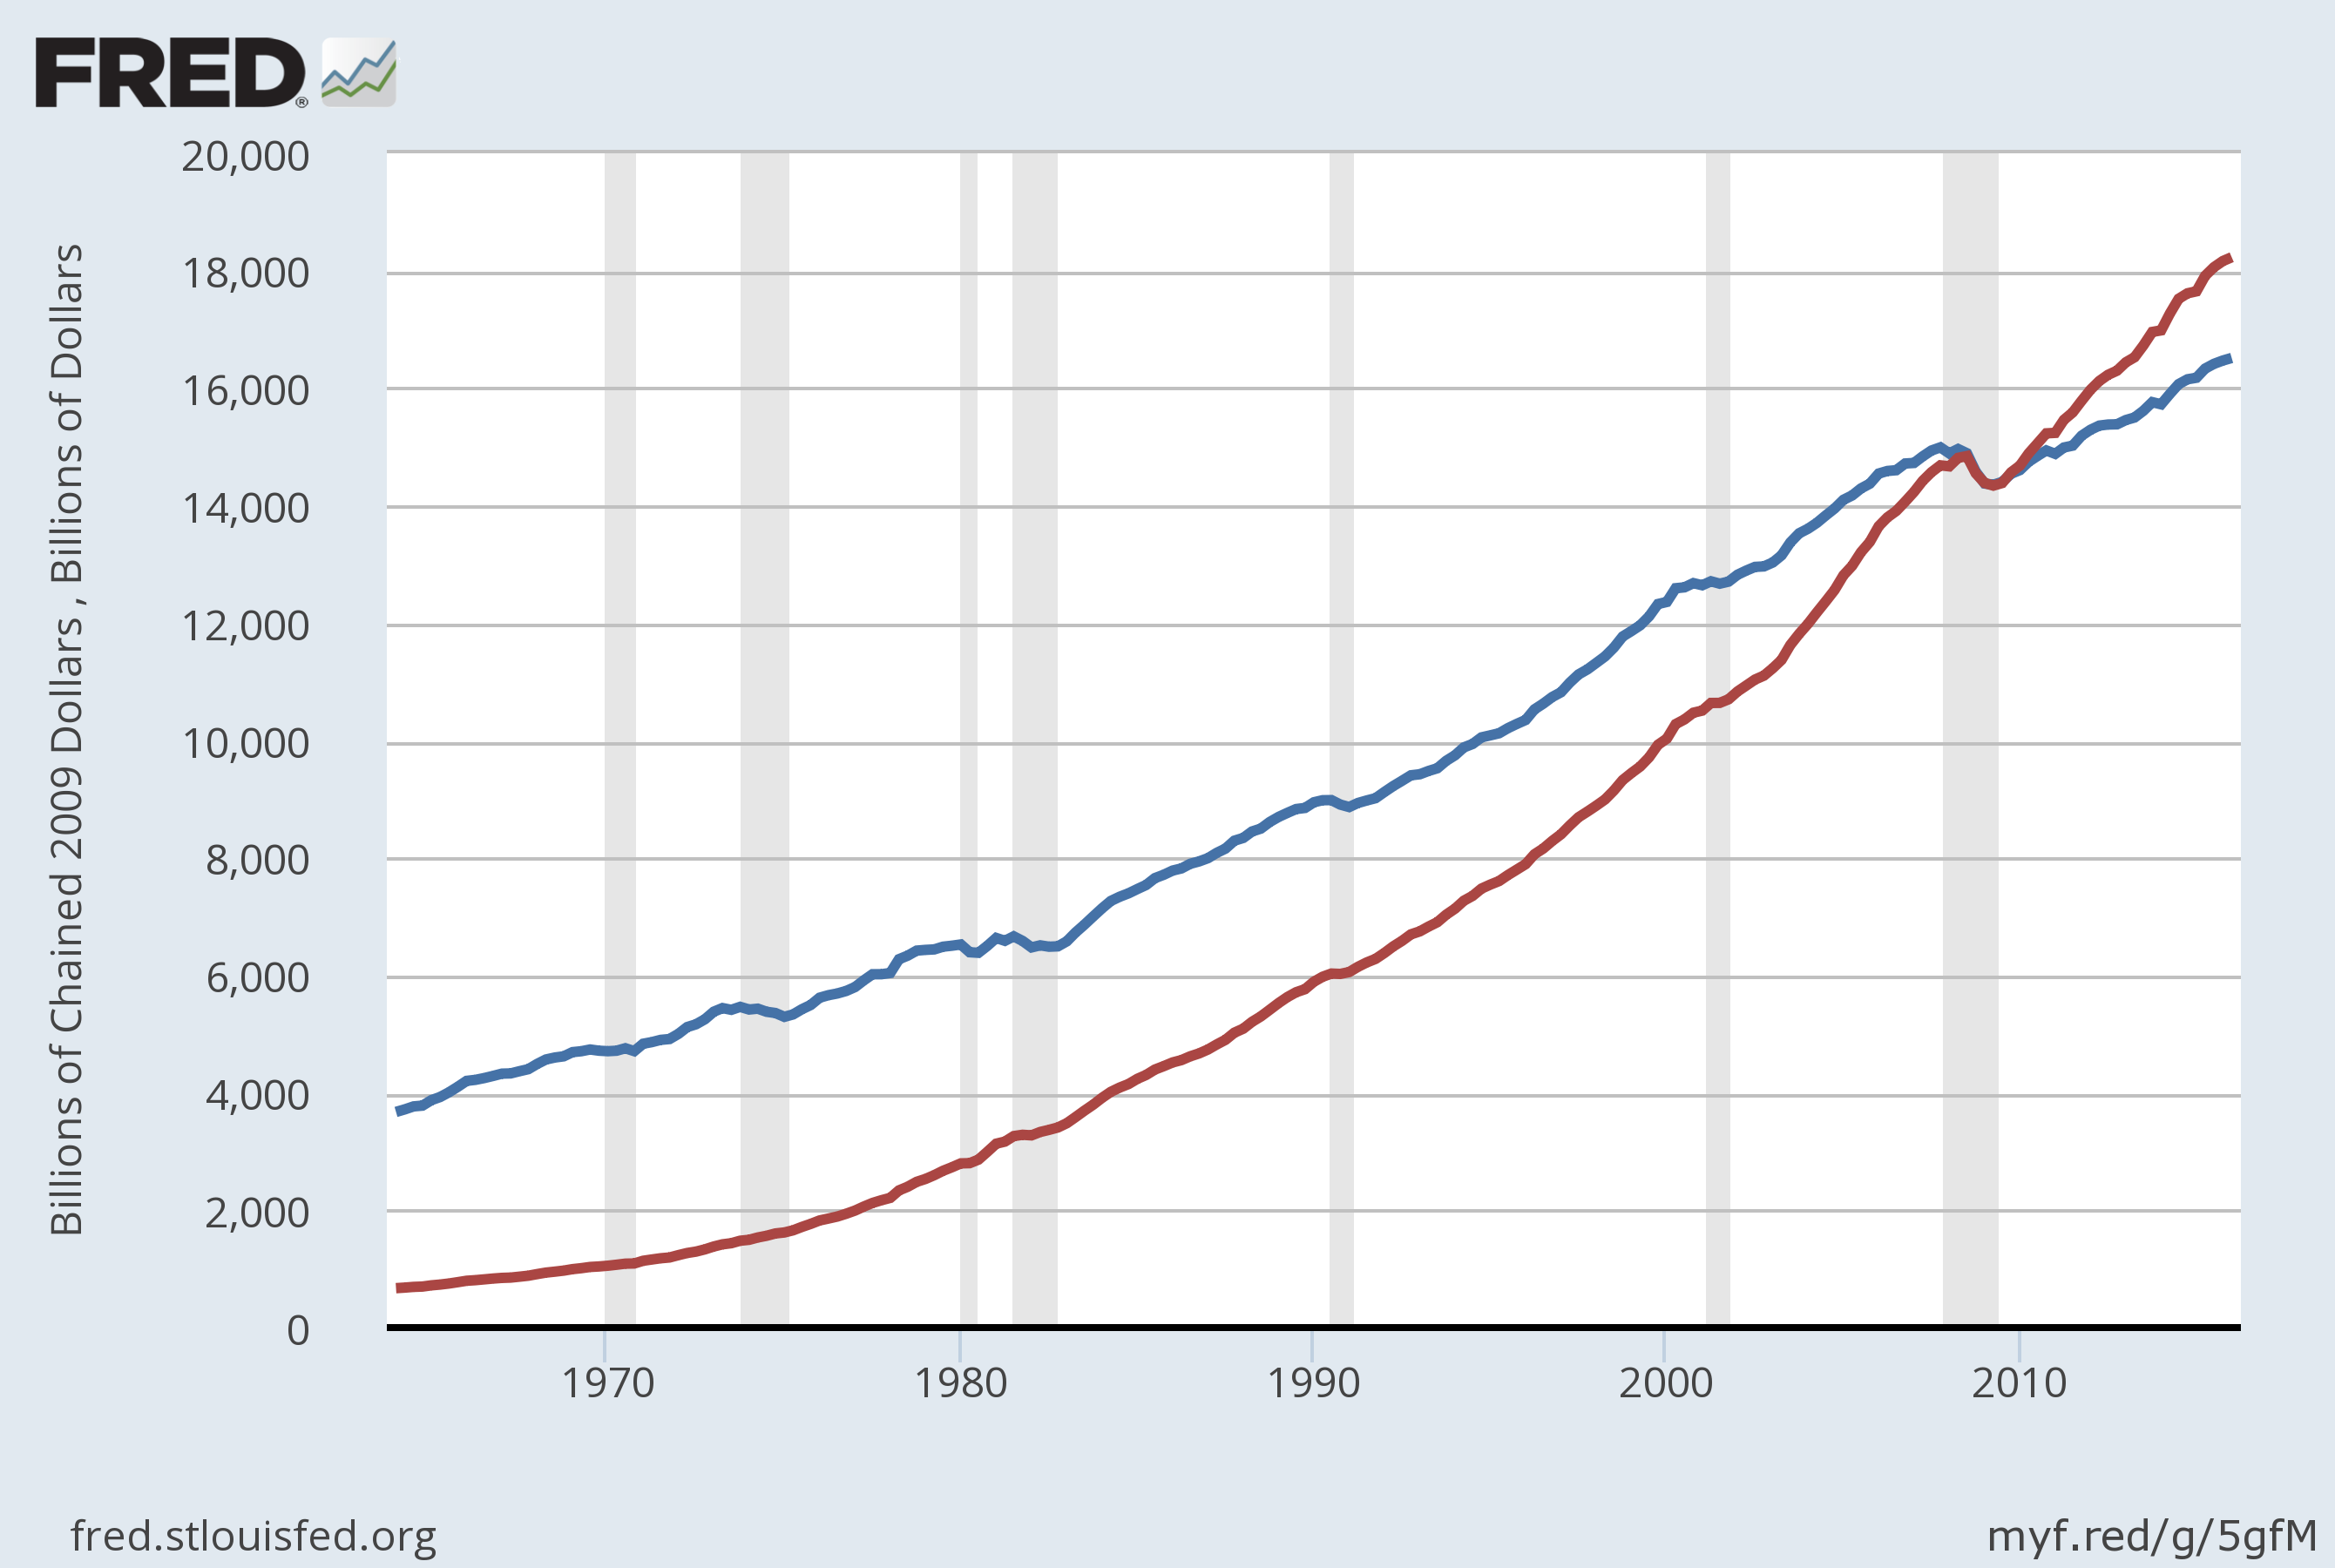 FRED®
20,000
18,000
16,000
14,000
12,000
10,000
8,000
6,000
4,000
2,000
0
Billions of Chained 2009 Dollars , Billions of Dollars
1970 1980 1990 2000 2010
fred.stlouisfed.org
myf.red/g/5gfM